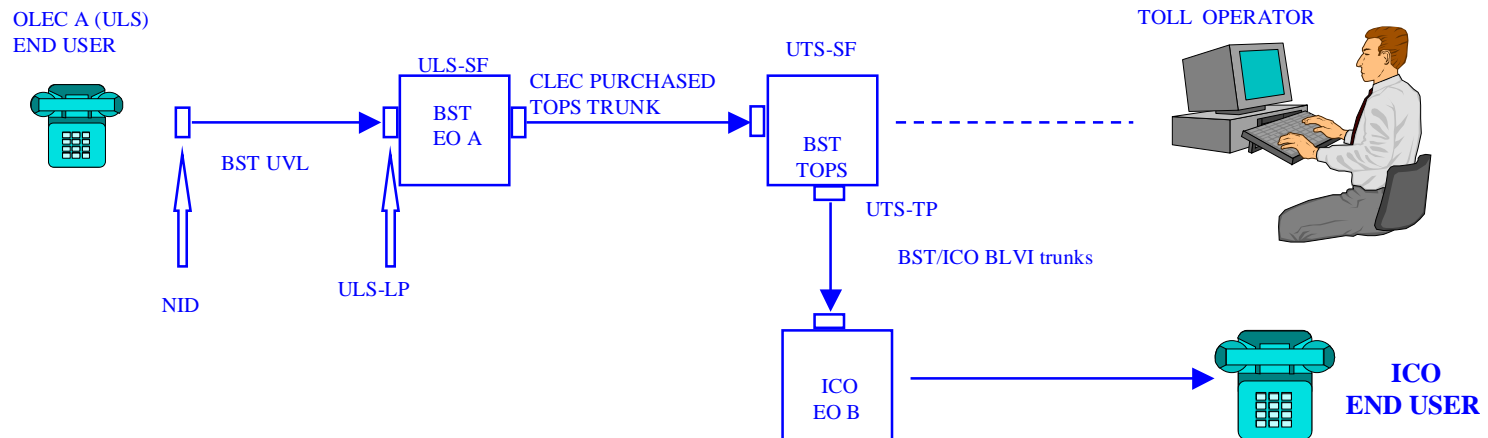 OLEC A (ULS)
END USER
ULS-SF
CLEC PURCHASED
TOPS TRUNK
UTS-SF
TOLL OPERATOR
BST
EO A
BST UVL
BST
TOPS
UTS-TP
BST/ICO BLVI trunks
NID
ULS-LP
ICO
EO B
ICO
END USER